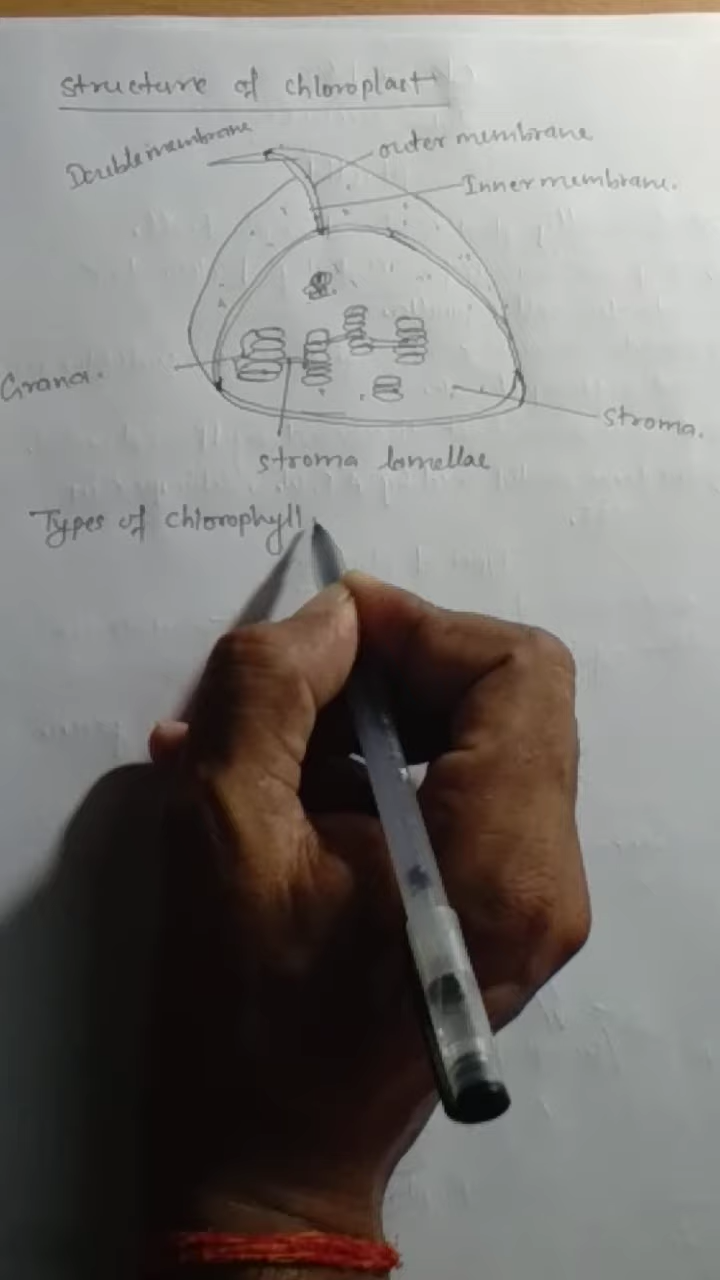 structure of chloroplast
Double membrane
outer membrane
Inner membrane.
Grana.
stroma.
stroma lamellae
Types of chlorophyll